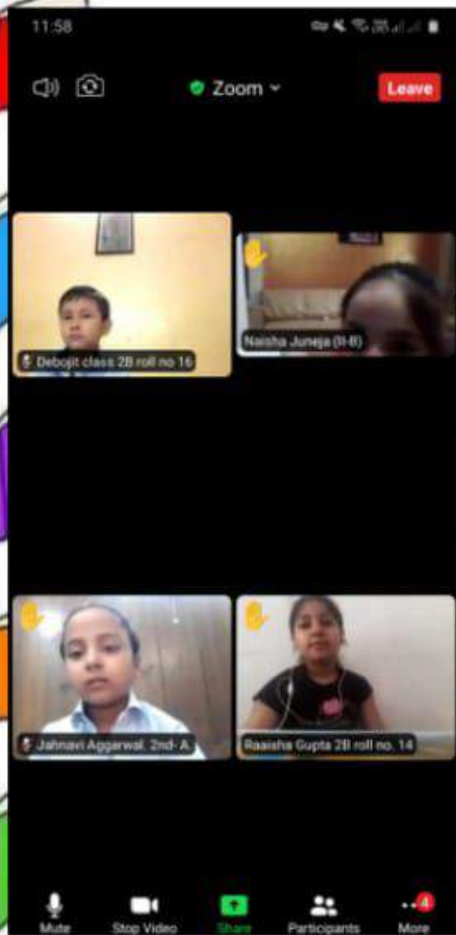 11:58
Zoom
Leave
Debojit class 2B roll no 16
Naisha Juneja (II-B)
Jahnavi Aggarwal. 2nd- A.
Raaisha Gupta 2B roll no. 14
Mute
Stop Video
Share
Participants
4
More